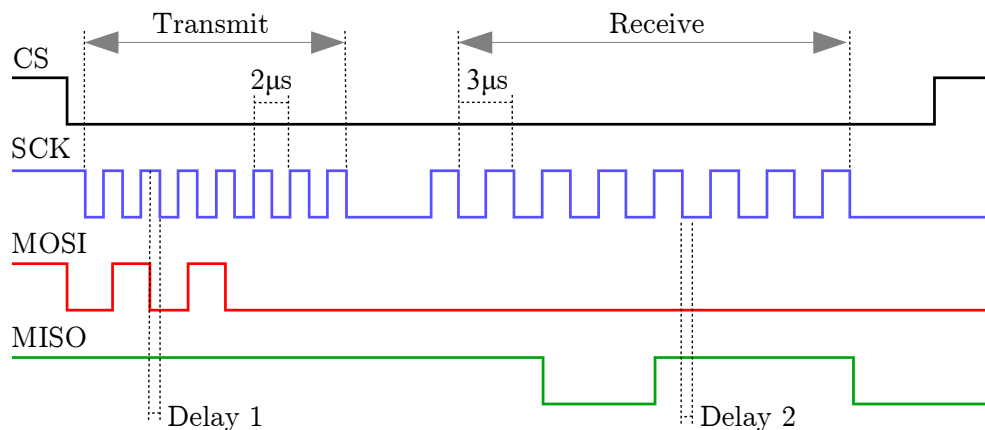 Transmit
Receive
CS
2μs
3μs
SCK
MOSI
MISO
Delay 1
Delay 2